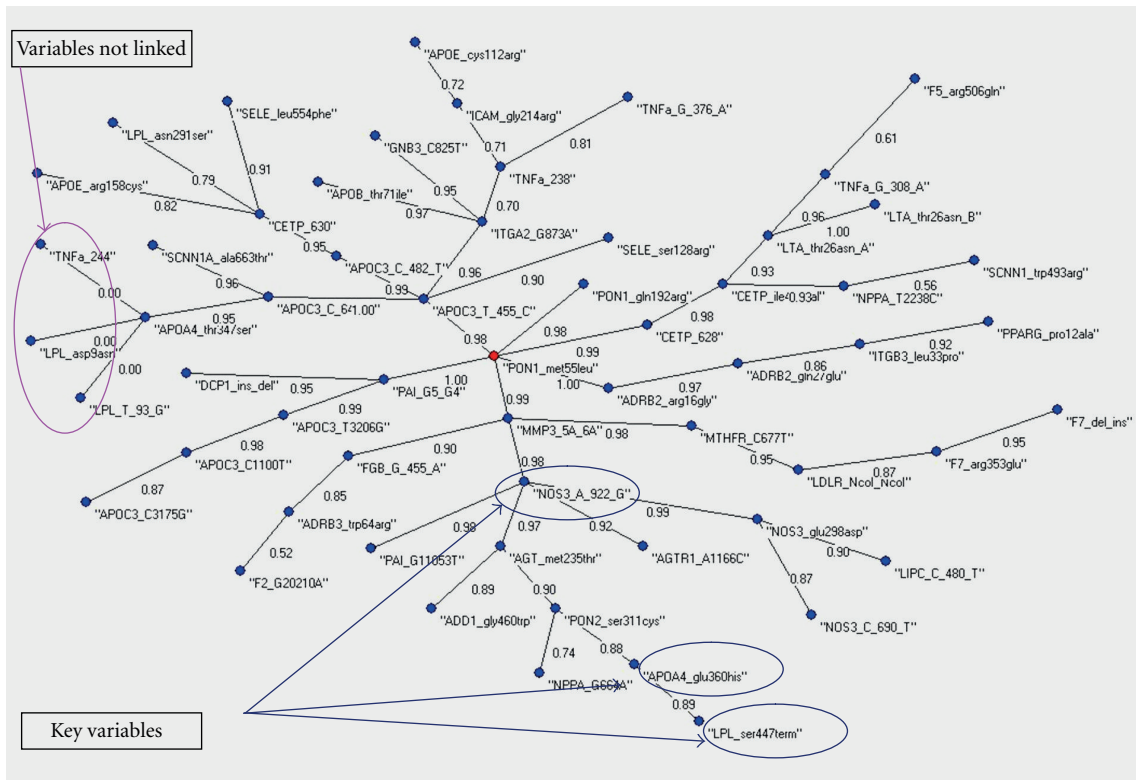 Variables not linked
"APOE_cys112arg"
0.72
"F5_arg506gln"
"SELE_leu554phe"
"ICAM_gly214arg"
"TNFa_G_376_A"
"LPL_asn291ser"
"GNB3_C825T"
0.71
0.81
0.61
0.91
"TNFa_238"
0.79
"APOE_arg158cys"
0.95
"TNFa_G_308_A"
"APOB_thr71ile"
0.82
0.97
0.70
0.96
"LTA_thr26asn_B"
"CETP_630"
"ITGA2_G873A"
1.00
"LTA_thr26asn_A"
0.95
"TNFa_244"
"SCNN1A_ala663thr"
"APOC3_C_482_T"
"SELE_ser128arg"
0.96
0.93
"SCNN1_trp493arg"
0.00
0.96
0.99
0.90
"PON1_gln192arg"
"CETP_ile40.93al"
0.56
"NPPA_T2238C"
"APOC3_C_641.00"
"APOC3_T_455_C"
0.95
"APOA4_thr347ser"
0.98
0.98
"CETP_628"
"PPARG_pro12ala"
0.00
"LPL_asp9asn"
0.98
0.99
0.92
"ITGB3_leu33pro"
0.00
"PON1_met55leu"
0.86
"DCP1_ins_del"
0.95
1.00
"PAI_G5_G4"
1.00
0.97
"ADRB2_gln27glu"
"LPL_T_93_G"
"ADRB2_arg16gly"
0.99
0.99
"F7_del_ins"
"APOC3_T3206G"
"MMP3_5A_6A"
0.98
"MTHFR_C677T"
0.98
0.90
0.95
0.95
"APOC3_C1100T"
"FGB_G_455_A"
0.98
0.87
"F7_arg353glu"
0.87
"LDLR_NcoI_NcoI"
0.85
"NOS3_A_922_G"
"APOC3_C3175G"
0.99
"ADRB3_trp64arg"
0.98
0.97
0.92
"NOS3_glu298asp"
0.52
"PAI_G11053T"
"AGT_met235thr"
"AGTR1_A1166C"
0.90
"LIPC_C_480_T"
"F2_G20210A"
0.87
0.89
0.90
"ADD1_gly460trp"
"PON2_ser311cys"
"NOS3_C_690_T"
0.74
0.88
"NPPA_G664A"
"APOA4_glu360his"
0.89
Key variables
"LPL_ser447term"